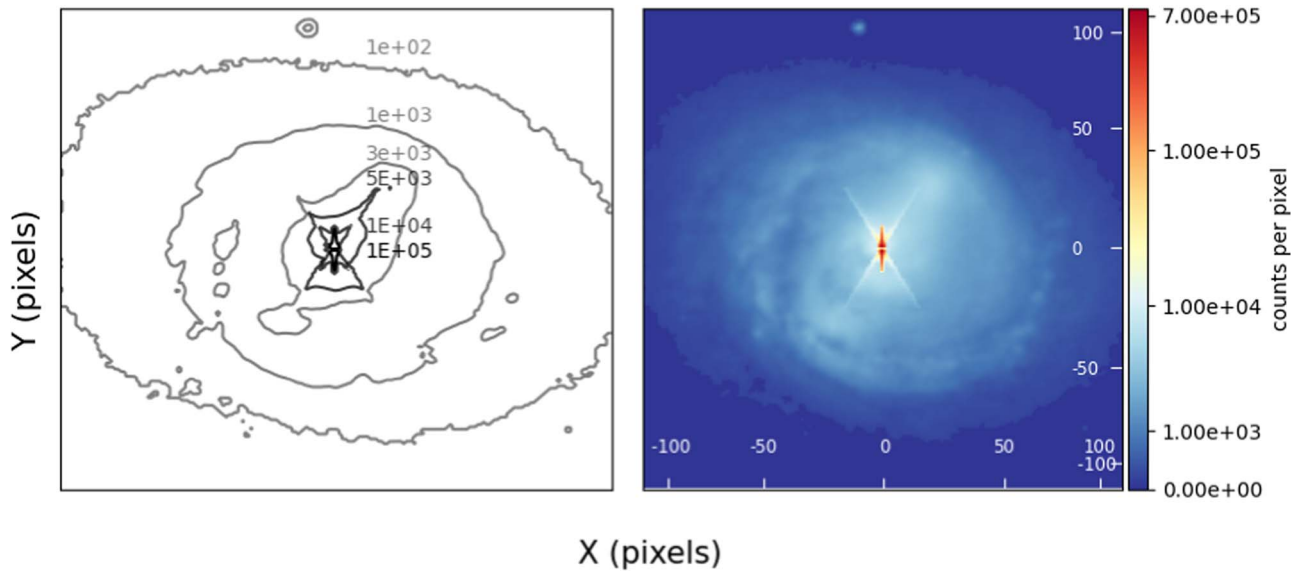 1e+02
1e+03
3e+03
5E+03
1E+04
1E+05
Y (pixels)
100
50
0
-50
-100 -50 0 50 100
-100
7.00e+05
1.00e+05
1.00e+04
1.00e+03
0.00e+00
counts per pixel
X (pixels)